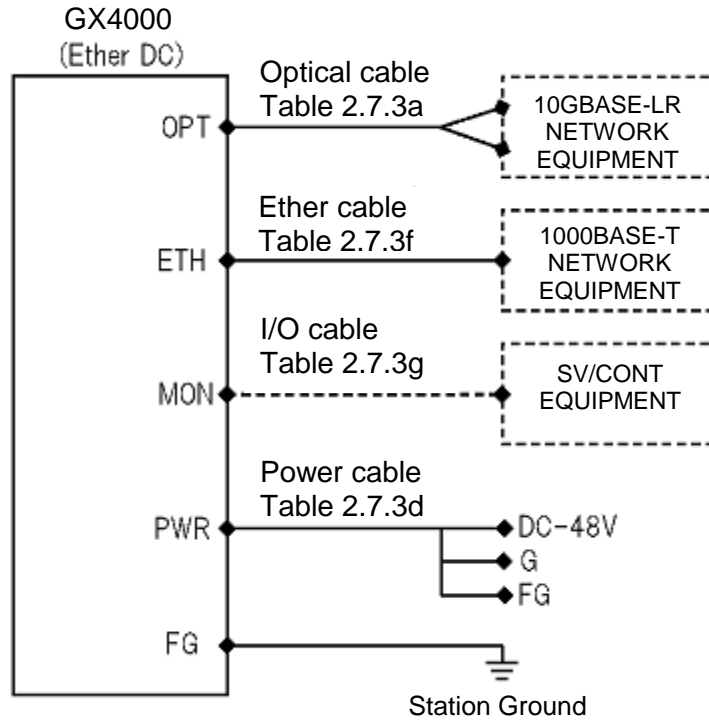 GX4000
(Ether DC)
OPT
Optical cable
Table 2.7.3a
10GBASE-LR
NETWORK
EQUIPMENT
ETH
Ether cable
Table 2.7.3f
1000BASE-T
NETWORK
EQUIPMENT
MON
I/O cable
Table 2.7.3g
SV/CONT
EQUIPMENT
PWR
Power cable
Table 2.7.3d
DC-48V
G
FG
FG
Station Ground